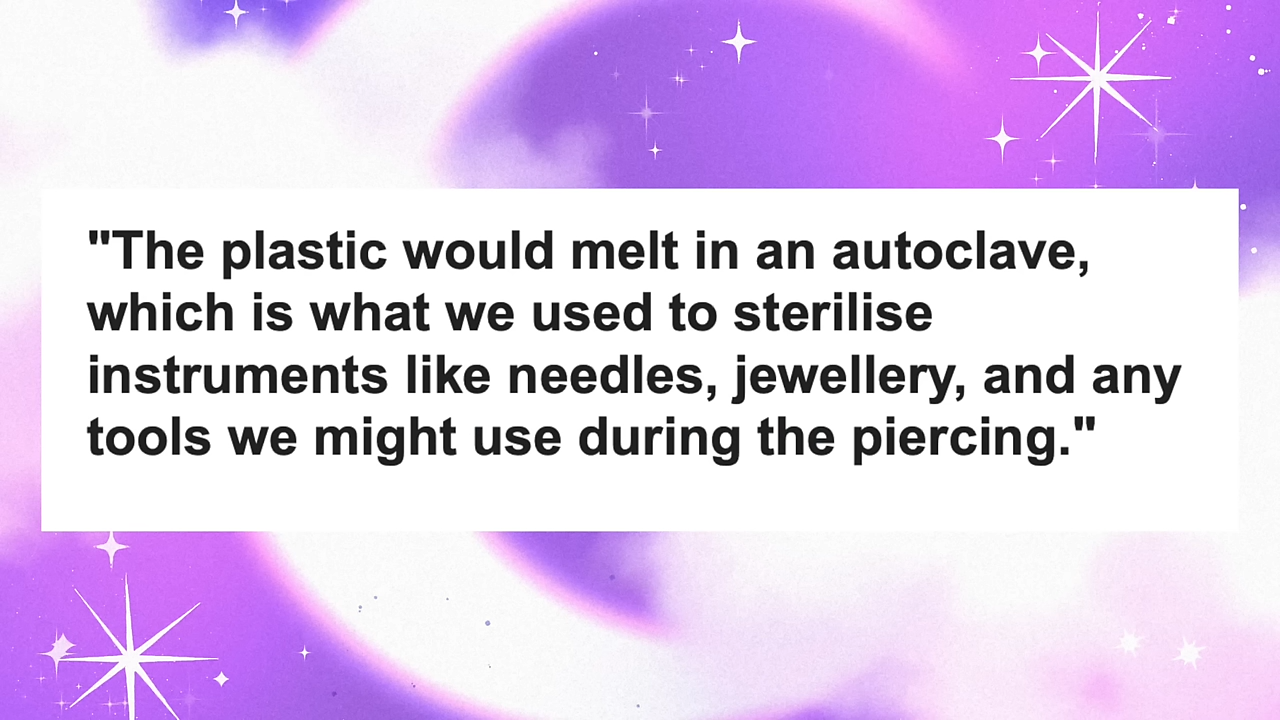 "The plastic would melt in an autoclave,
which is what we used to sterilise
instruments like needles, jewellery, and any
tools we might use during the piercing."